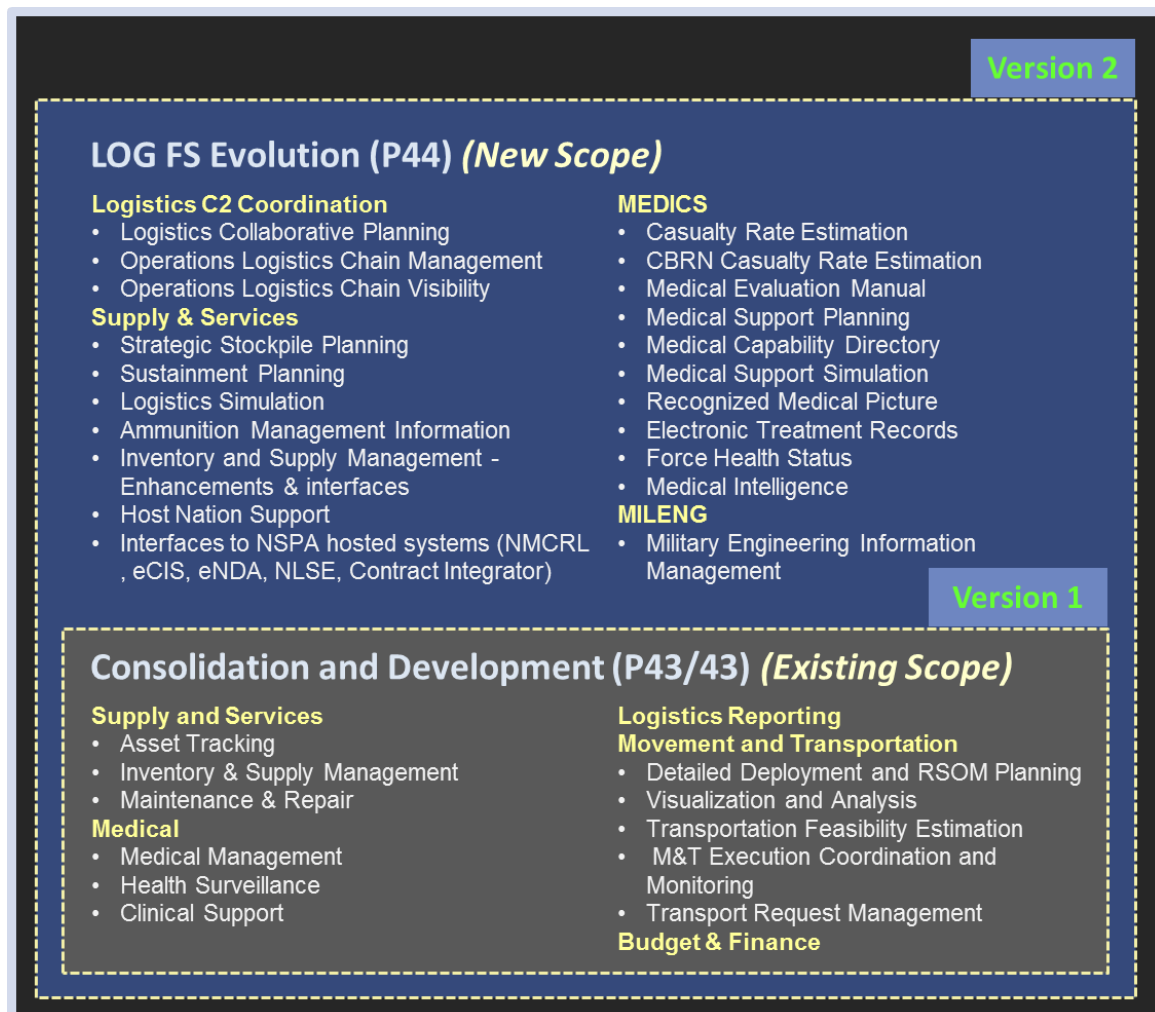 Version 2
LOG FS Evolution (P44) (New Scope)
Logistics C2 Coordination
• Logistics Collaborative Planning
• Operations Logistics Chain Management
• Operations Logistics Chain Visibility
Supply & Services
• Strategic Stockpile Planning
• Sustainment Planning
• Logistics Simulation
• Ammunition Management Information
• Inventory and Supply Management -
Enhancements & interfaces
• Host Nation Support
• Interfaces to NSPA hosted systems (NMCRL
, eCIS, eNDA, NLSE, Contract Integrator)
MEDICS
• Casualty Rate Estimation
• CBRN Casualty Rate Estimation
• Medical Evaluation Manual
• Medical Support Planning
• Medical Capability Directory
• Medical Support Simulation
• Recognized Medical Picture
• Electronic Treatment Records
• Force Health Status
• Medical Intelligence
MILENG
• Military Engineering Information
Management
Version 1
Consolidation and Development (P43/43) (Existing Scope)
Supply and Services
• Asset Tracking
• Inventory & Supply Management
• Maintenance & Repair
Medical
• Medical Management
• Health Surveillance
• Clinical Support
Logistics Reporting
Movement and Transportation
• Detailed Deployment and RSOM Planning
• Visualization and Analysis
• Transportation Feasibility Estimation
• M&T Execution Coordination and
Monitoring
• Transport Request Management
Budget & Finance